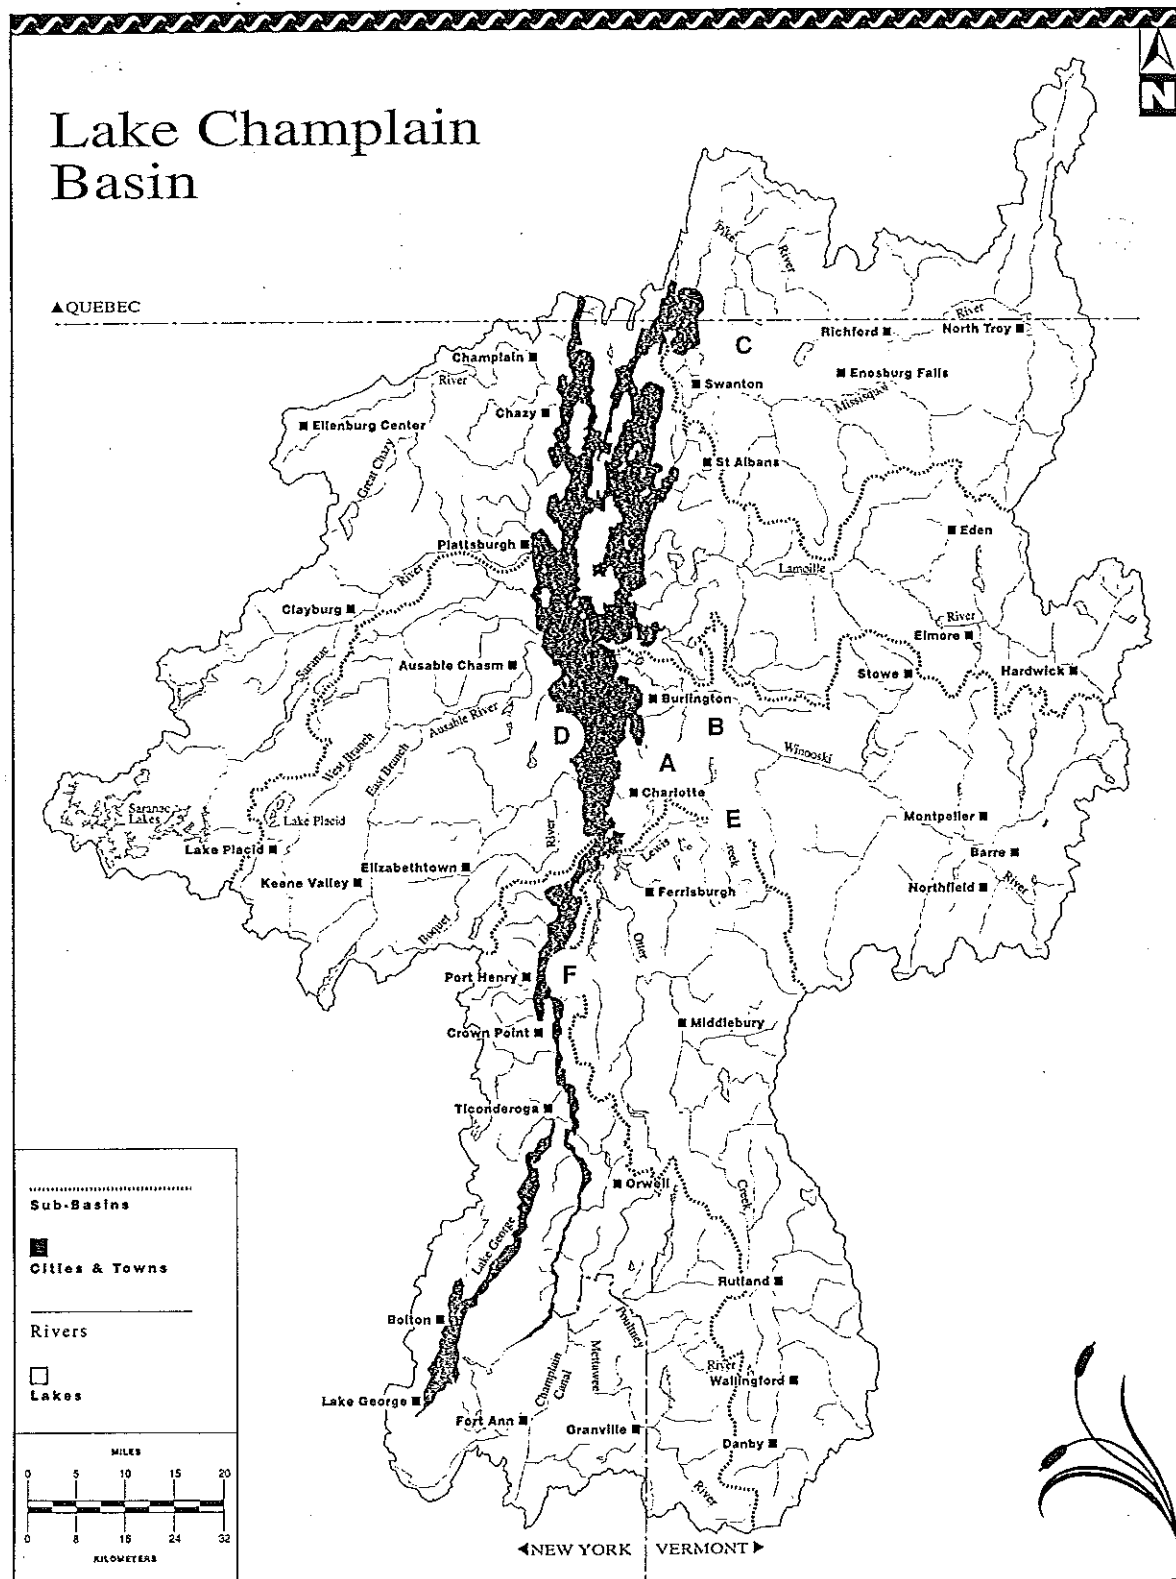 N
Lake Champlain
Basin
▲QUEBEC
Pike
River
Richford
River
North Troy
C
Champlain
River
Swanton
Enosburg Falls
Missisquoi
Chazy
Ellenburg Center
Great Chazy
St Albans
Plattsburgh
Eden
River
Lamoille
Clayburg
River
Elmore
Saranac
Ausable Chasm
Stowe
Hardwick
Burlington
Ausable River
D
B
West Branch
East Branch
Winooski
A
Charlotte
Saranac
Lakes
Lake Placid
E
Montpelier
River
Lake Placid
Lewis
reek
Barre
Keene Valley
Elizabethtown
Ferrisburgh
Northfield
River
Boquet
Otter
Port Henry
F
Crown Point
Middlebury
Ticonderoga
Orwell
Creek
Lake George
Rutland
Bolton
Poultney
Mettawee
River
Wallingford
Champlain
Canal
Lake George
Fort Ann
Granville
Danby
River
Sub-Basins
Cities & Towns
Rivers
Lakes
MILES
0 5 10 15 20
0 8 16 24 32
KILOMETERS
◄NEW YORK VERMONT►